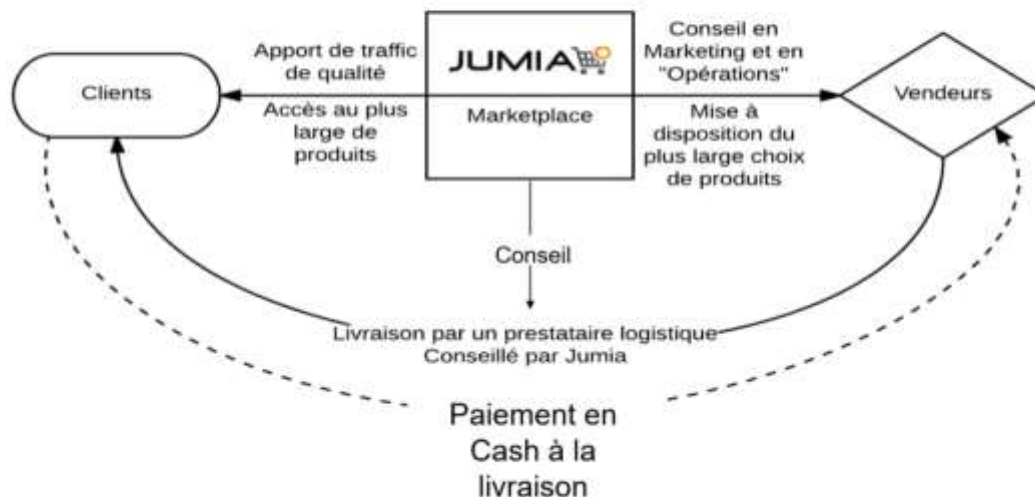 Clients
Apport de traffic
de qualité
Accès au plus
large de
produits
JUMIA
Marketplace
Conseil en
Marketing et en
"Opérations"
Mise à
disposition du
plus large choix
de produits
Vendeurs
Conseil
Livraison par un prestataire logistique
Conseillé par Jumia
Paiement en
Cash à la
livraison